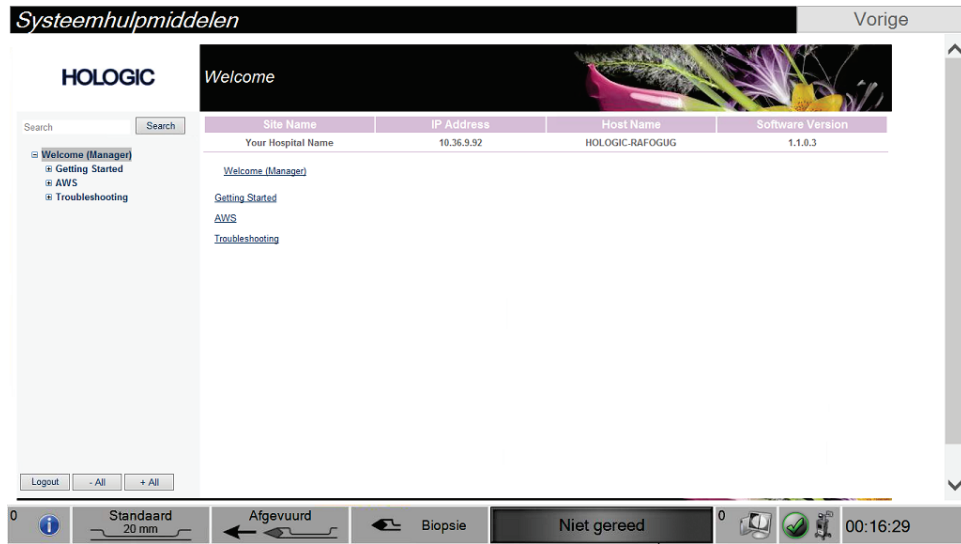 Systeemhulpmiddelen Vorige
HOLOGIC Welcome
Search Search
Site Name IP Address Host Name Software Version
Your Hospital Name 10.36.9.92 HOLOGIC-RAFOGUG 1.1.0.3
Welcome (Manager)
Getting Started
AWS
Troubleshooting
Welcome (Manager)
Getting Started
AWS
Troubleshooting
Logout - All + All
0 Standaard 20 mm Afgevuurd Biopsie Niet gereed 0 00:16:29